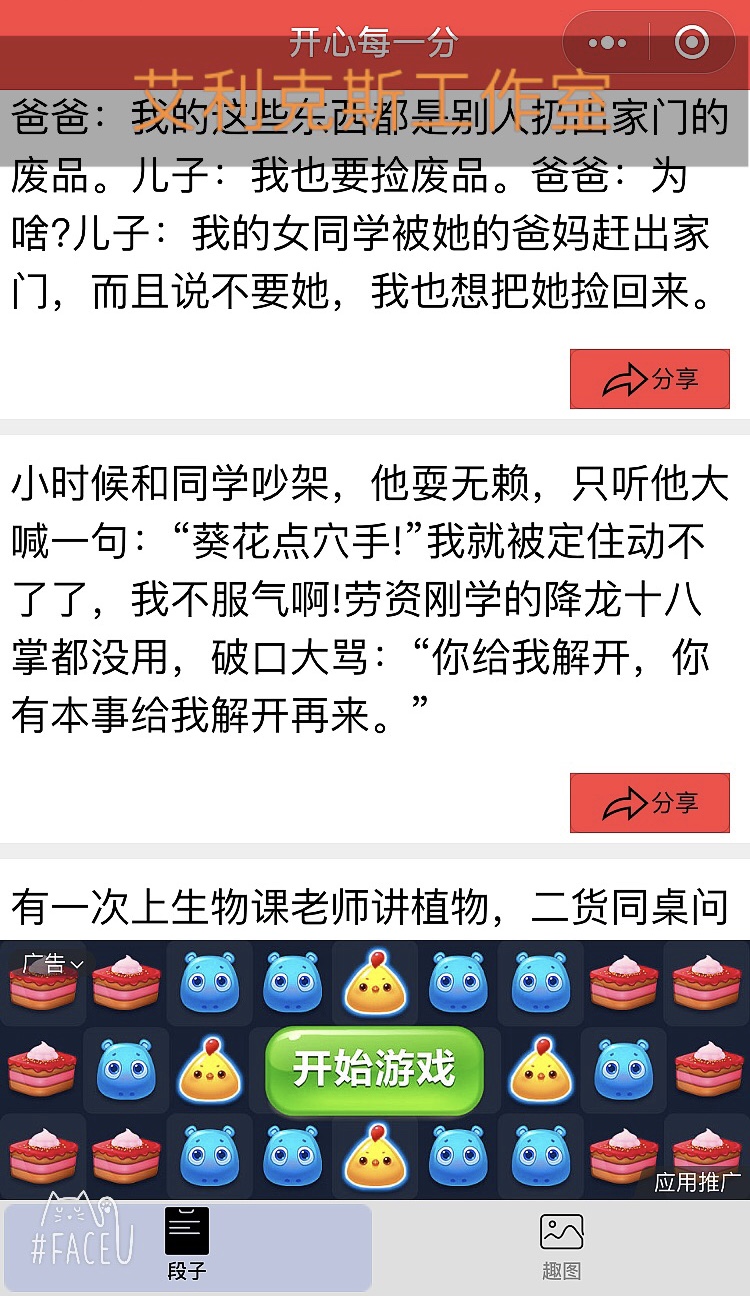 开心每一分
艾利克斯工作室
爸爸：我的这些东西都是别人扔出家门的
废品。儿子：我也要捡废品。爸爸：为
啥?儿子：我的女同学被她的爸妈赶出家
门，而且说不要她，我也想把她捡回来。
分享
小时候和同学吵架，他耍无赖，只听他大
喊一句：“葵花点穴手!”我就被定住动不
了了，我不服气啊!劳资刚学的降龙十八
掌都没用，破口大骂：“你给我解开，你
有本事给我解开再来。”
分享
有一次上生物课老师讲植物，二货同桌问
广告
开始游戏
应用推广
#FACEU
段子
趣图